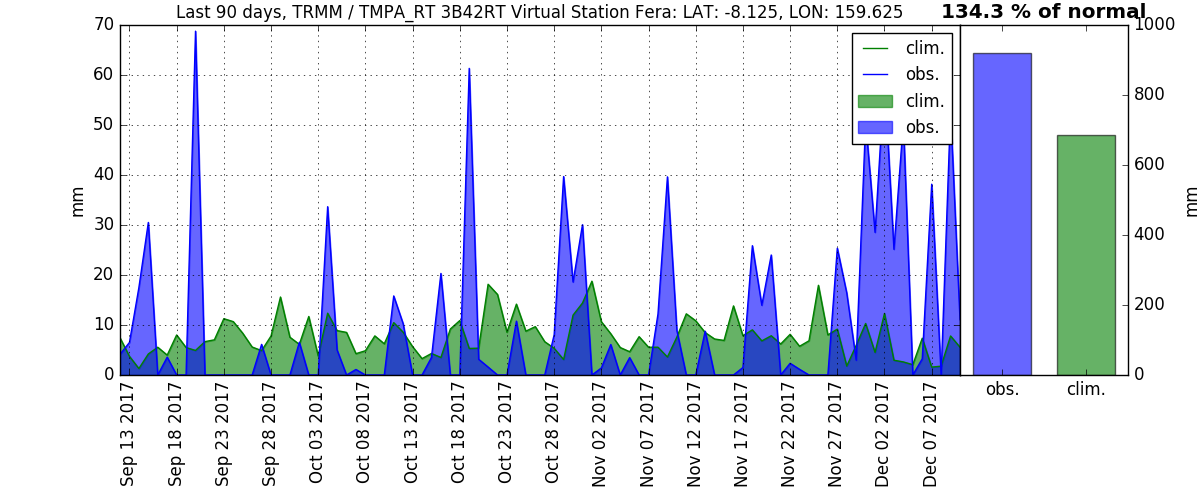 Last 90 days, TRMM / TMPA_RT 3B42RT Virtual Station Fera: LAT: -8.125, LON: 159.625
134.3 % of normal
70
60
50
40
30
20
10
0
mm
clim.
obs.
clim.
obs.
1000
800
600
400
200
0
mm
obs.
clim.
Sep 13 2017
Sep 18 2017
Sep 23 2017
Sep 28 2017
Oct 03 2017
Oct 08 2017
Oct 13 2017
Oct 18 2017
Oct 23 2017
Oct 28 2017
Nov 02 2017
Nov 07 2017
Nov 12 2017
Nov 17 2017
Nov 22 2017
Nov 27 2017
Dec 02 2017
Dec 07 2017